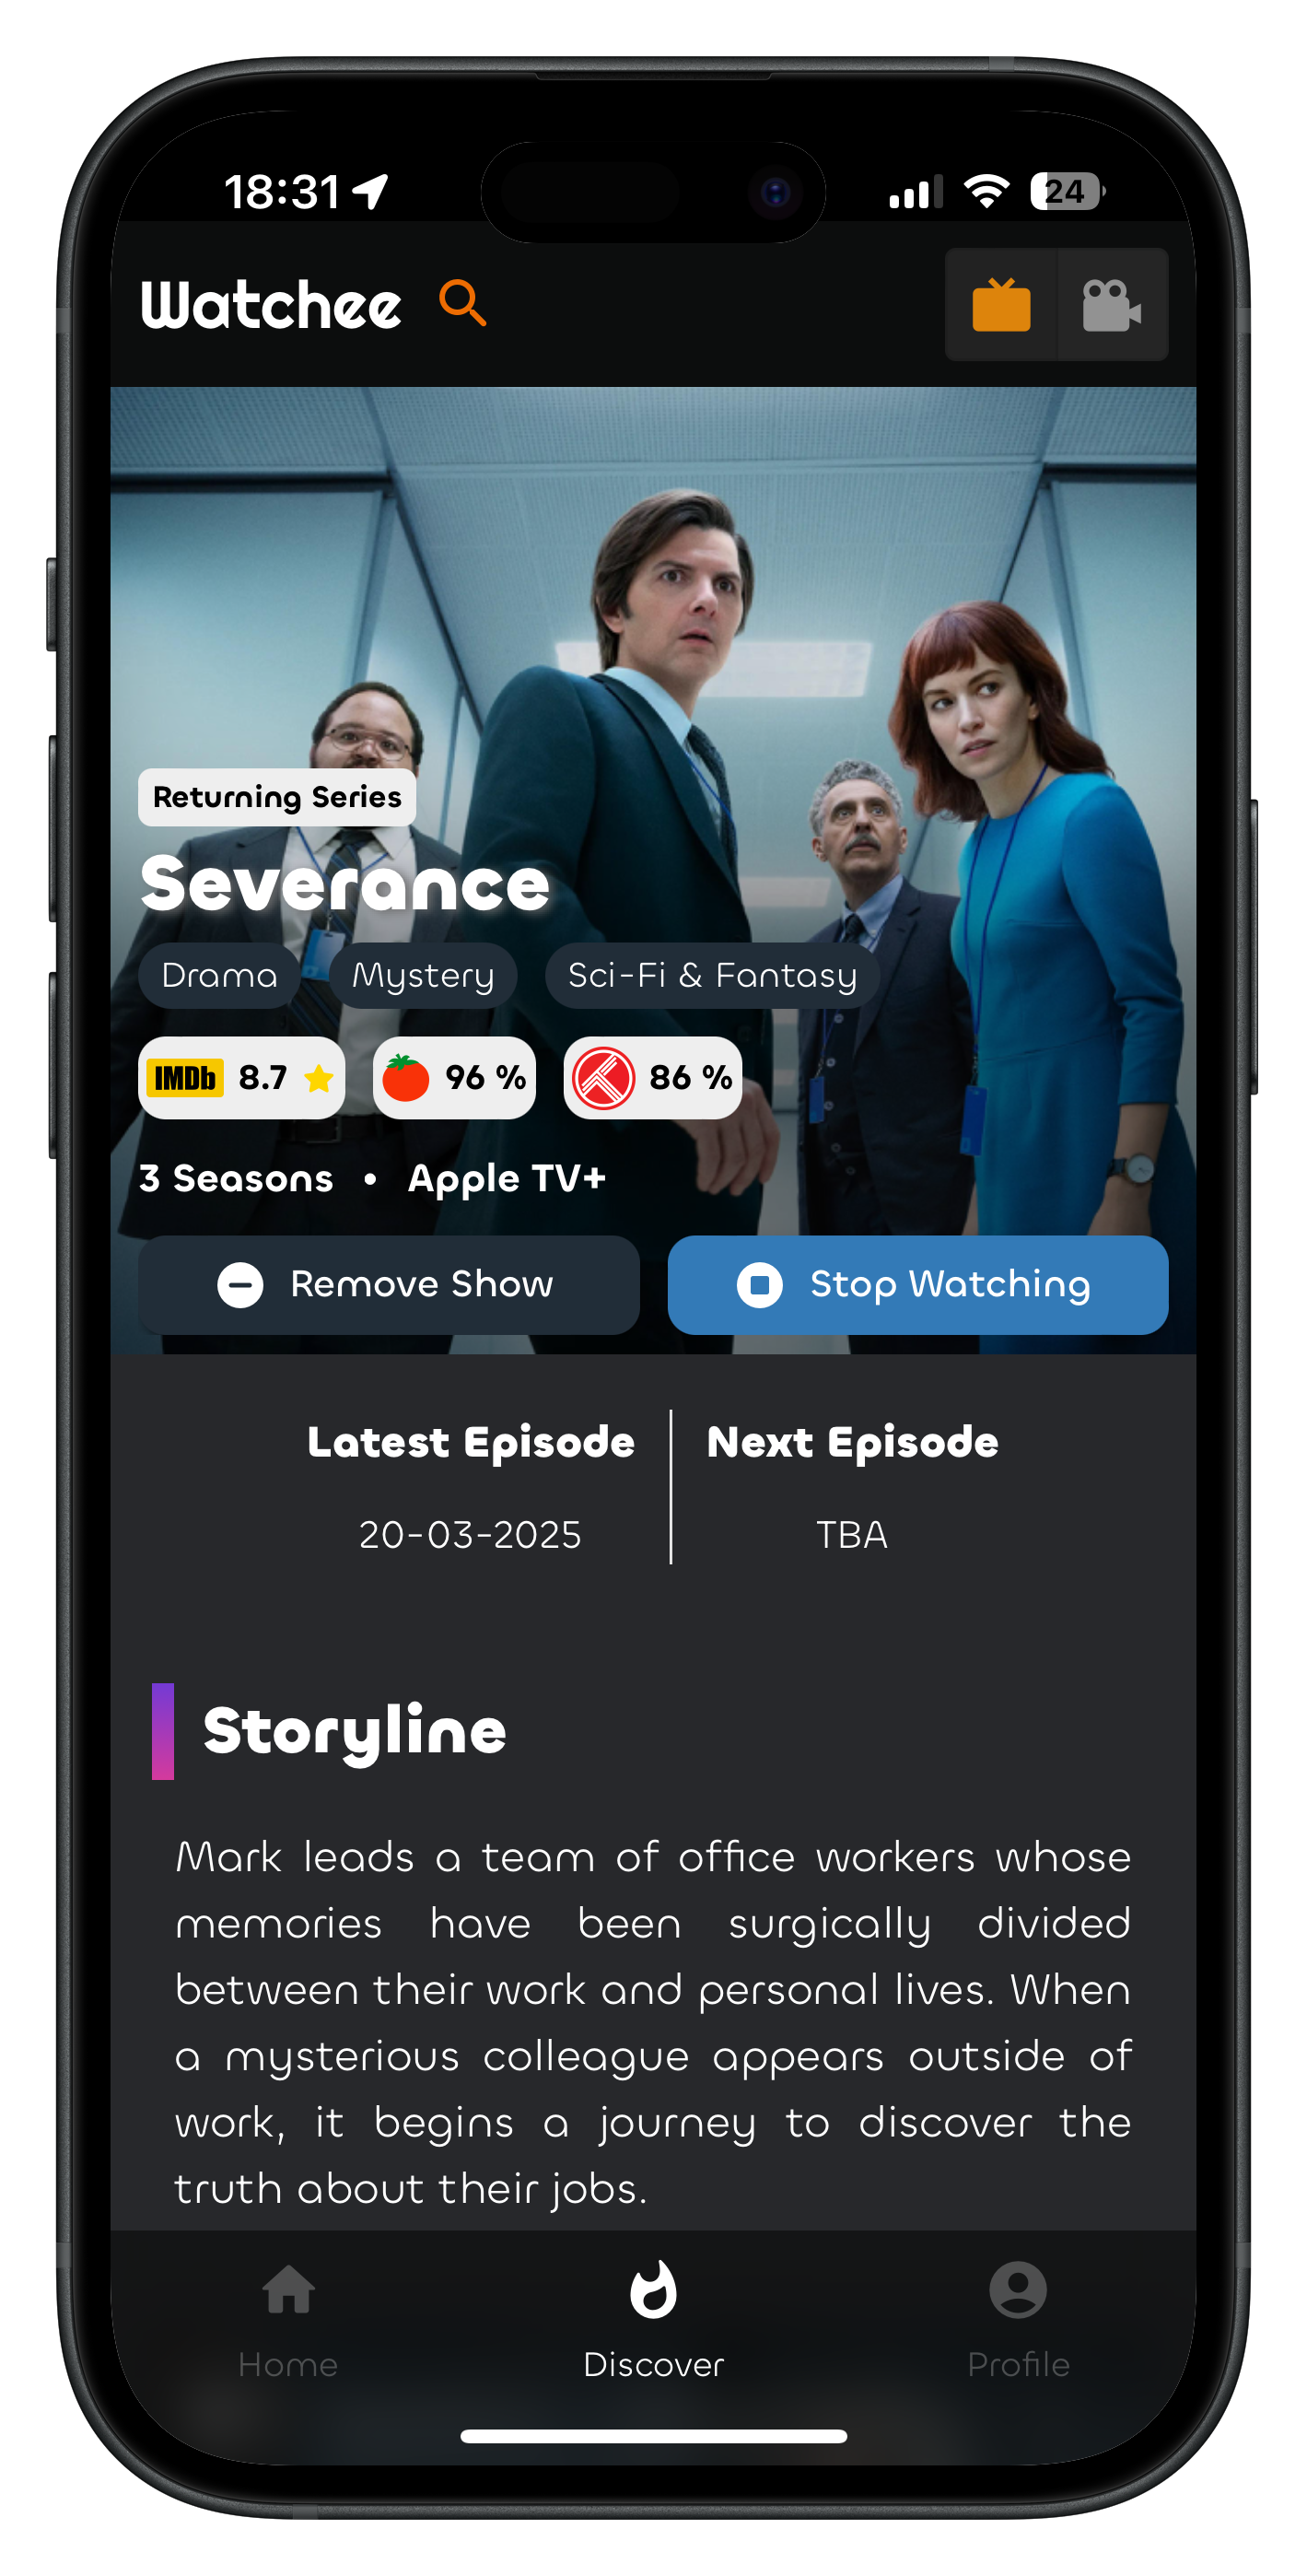 18:31 24
Watchee
Returning Series
Severance
Drama Mystery Sci-Fi & Fantasy
IMDb 8.7 96 % 86 %
3 Seasons • Apple TV+
Remove Show Stop Watching
Latest Episode Next Episode
20-03-2025 TBA
Storyline
Mark leads a team of office workers whose
memories have been surgically divided
between their work and personal lives. When
a mysterious colleague appears outside of
work, it begins a journey to discover the
truth about their jobs.
Home Discover Profile